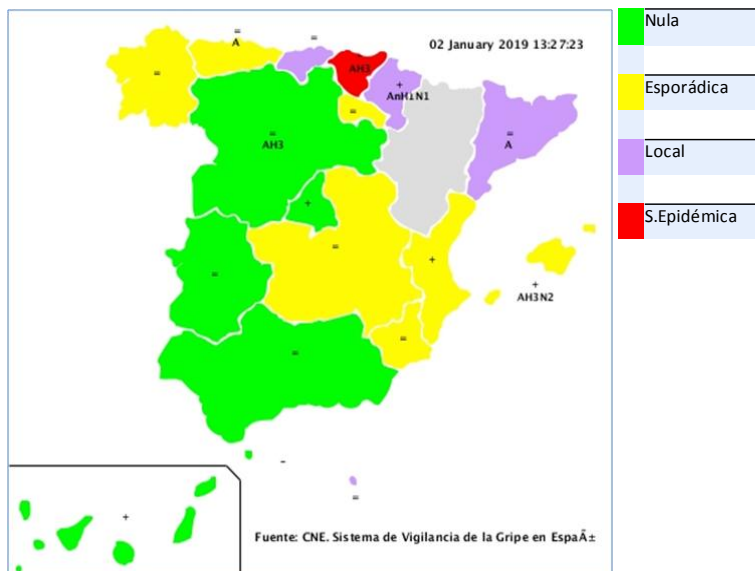 =
=
A
02 January 2019 13:27:23
AH3
=
+
AnH1N1
=
=
AH3
=
A
+
=
+
=
+
AH3N2
=
=
-
+
=
Fuente: CNE. Sistema de Vigilancia de la Gripe en EspaÃ±
Nula
Esporádica
Local
S.Epidémica